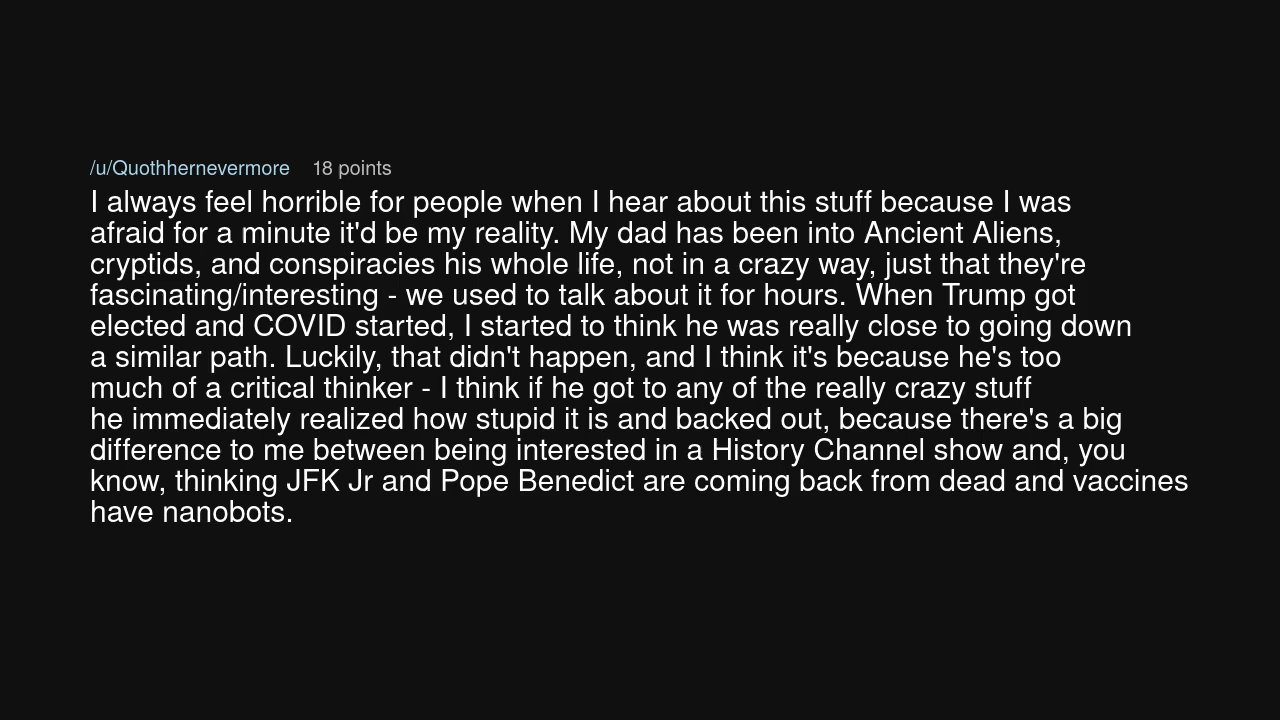 /u/Quothhernevermore 18 points
I always feel horrible for people when I hear about this stuff because I was
afraid for a minute it'd be my reality. My dad has been into Ancient Aliens,
cryptids, and conspiracies his whole life, not in a crazy way, just that they're
fascinating/interesting - we used to talk about it for hours. When Trump got
elected and COVID started, I started to think he was really close to going down
a similar path. Luckily, that didn't happen, and I think it's because he's too
much of a critical thinker - I think if he got to any of the really crazy stuff
he immediately realized how stupid it is and backed out, because there's a big
difference to me between being interested in a History Channel show and, you
know, thinking JFK Jr and Pope Benedict are coming back from dead and vaccines
have nanobots.